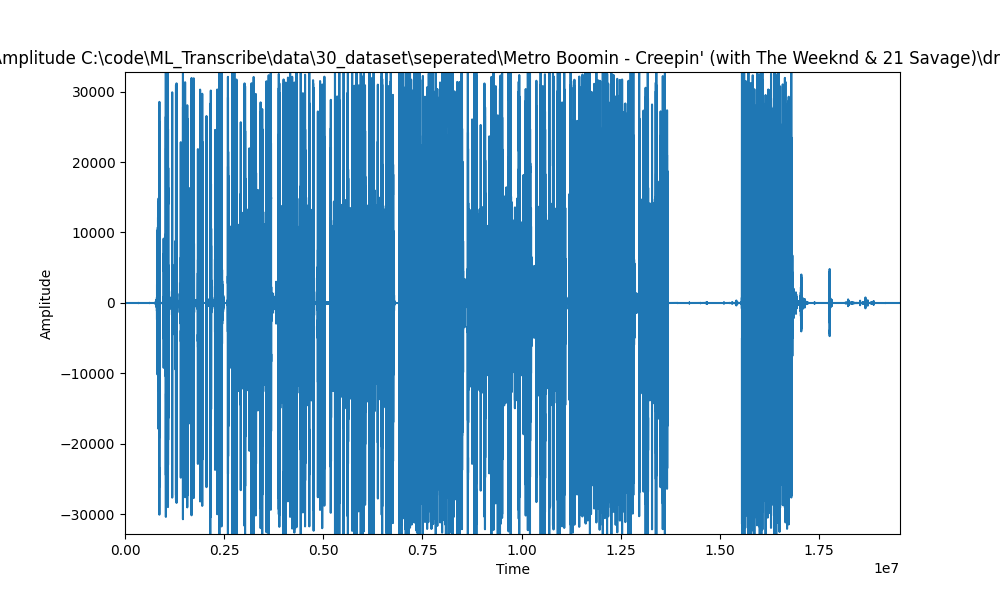 Amplitude C:\code\ML_Transcribe\data\30_dataset\seperated\Metro Boomin - Creepin' (with The Weeknd & 21 Savage)\dr
30000
20000
10000
0
−10000
−20000
−30000
Amplitude
0.00 0.25 0.50 0.75 1.00 1.25 1.50 1.75
1e7
Time